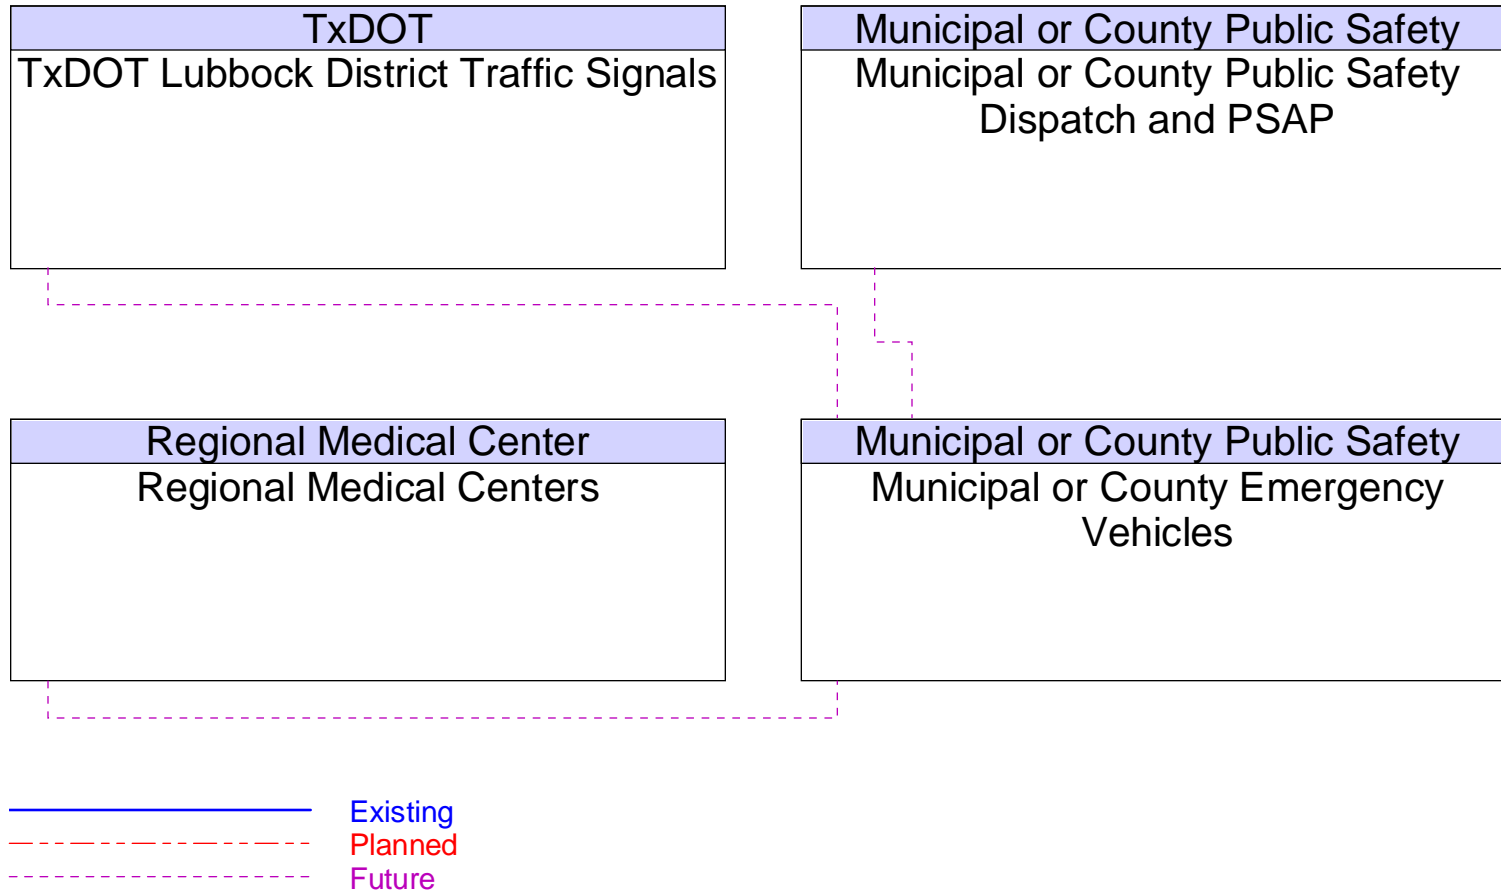 TxDOT
TxDOT Lubbock District Traffic Signals
Municipal or County Public Safety
Municipal or County Public Safety
Dispatch and PSAP
Regional Medical Center
Regional Medical Centers
Municipal or County Public Safety
Municipal or County Emergency
Vehicles
Existing
Planned
Future